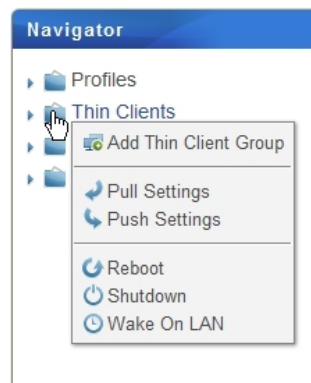 Navigator
Profiles
Thin Clients
Add Thin Client Group
Pull Settings
Push Settings
Reboot
Shutdown
Wake On LAN